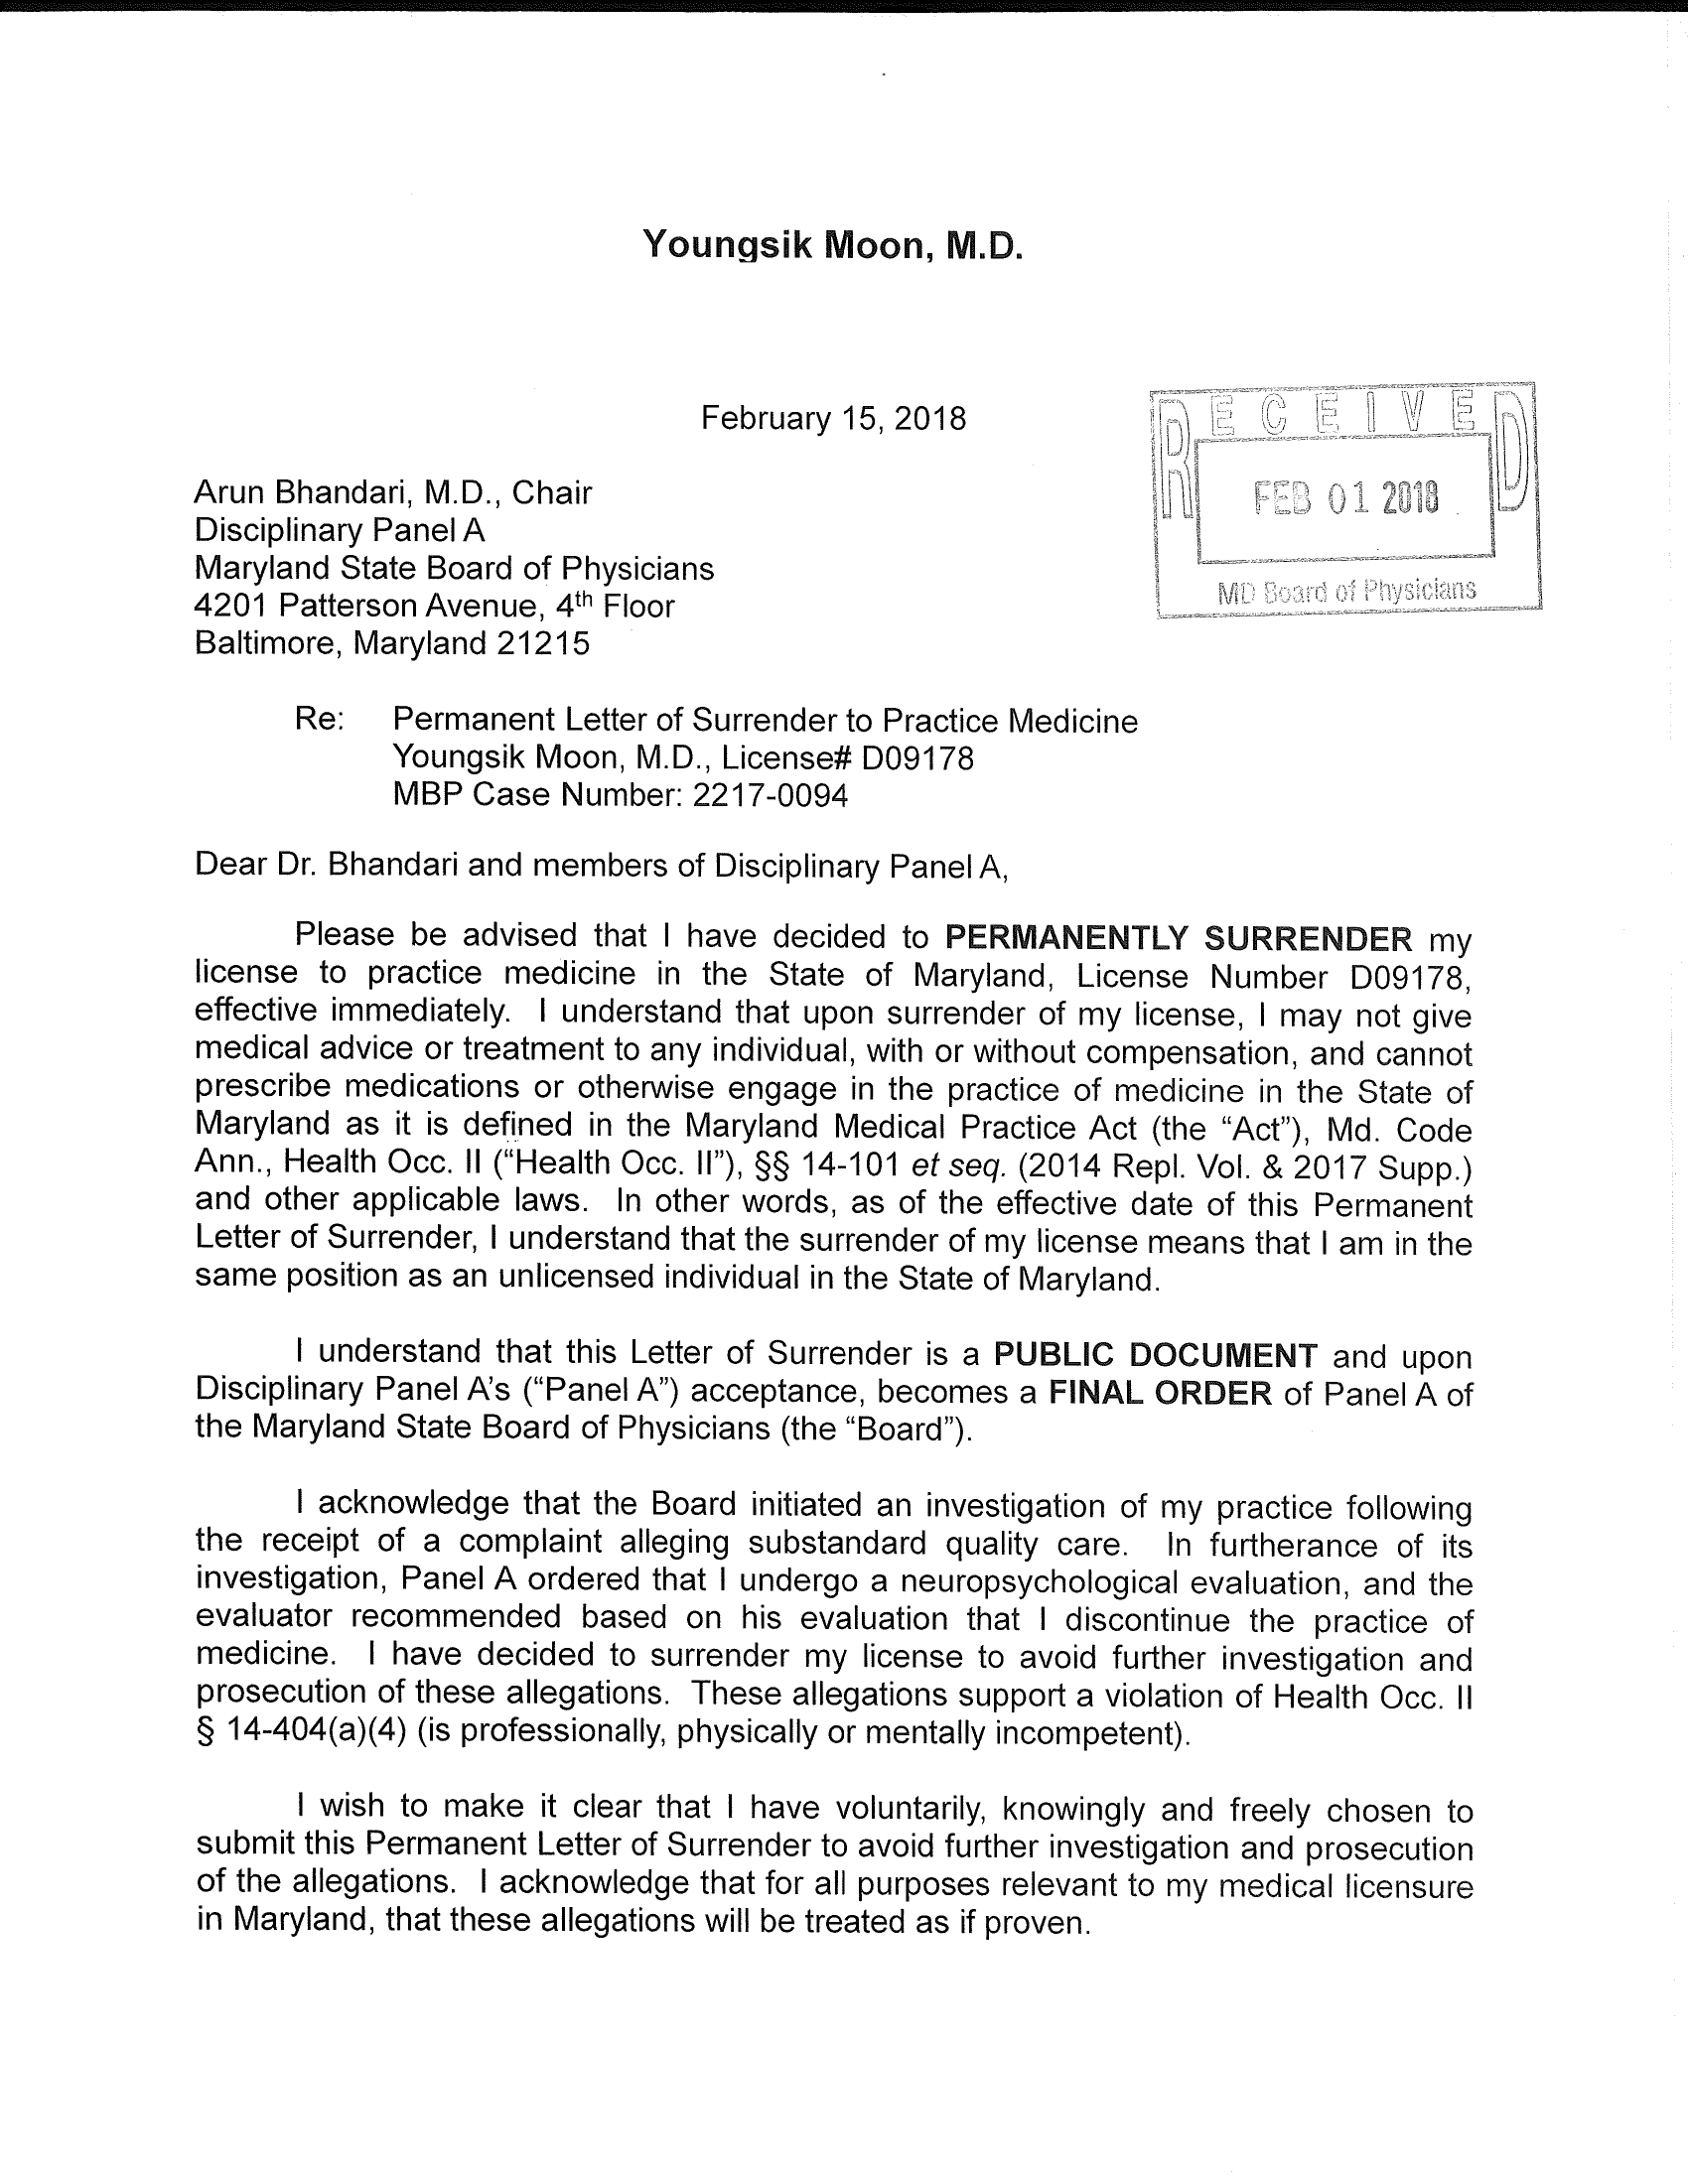 Youngsik Moon, M.D.
February 15, 2018
RECEIVED
FEB 01 2018
MD Board of Physicians
Arun Bhandari, M.D., Chair
Disciplinary Panel A
Maryland State Board of Physicians
4201 Patterson Avenue, 4th Floor
Baltimore, Maryland 21215
Re: Permanent Letter of Surrender to Practice Medicine
Youngsik Moon, M.D., License# D09178
MBP Case Number: 2217-0094
Dear Dr. Bhandari and members of Disciplinary Panel A,
Please be advised that I have decided to PERMANENTLY SURRENDER my
license to practice medicine in the State of Maryland, License Number D09178,
effective immediately. I understand that upon surrender of my license, I may not give
medical advice or treatment to any individual, with or without compensation, and cannot
prescribe medications or otherwise engage in the practice of medicine in the State of
Maryland as it is defined in the Maryland Medical Practice Act (the “Act”), Md. Code
Ann., Health Occ. II (“Health Occ. II”), §§ 14-101 et seq. (2014 Repl. Vol. & 2017 Supp.)
and other applicable laws. In other words, as of the effective date of this Permanent
Letter of Surrender, I understand that the surrender of my license means that I am in the
same position as an unlicensed individual in the State of Maryland.
I understand that this Letter of Surrender is a PUBLIC DOCUMENT and upon
Disciplinary Panel A’s (“Panel A”) acceptance, becomes a FINAL ORDER of Panel A of
the Maryland State Board of Physicians (the “Board”).
I acknowledge that the Board initiated an investigation of my practice following
the receipt of a complaint alleging substandard quality care. In furtherance of its
investigation, Panel A ordered that I undergo a neuropsychological evaluation, and the
evaluator recommended based on his evaluation that I discontinue the practice of
medicine. I have decided to surrender my license to avoid further investigation and
prosecution of these allegations. These allegations support a violation of Health Occ. II
§ 14-404(a)(4) (is professionally, physically or mentally incompetent).
I wish to make it clear that I have voluntarily, knowingly and freely chosen to
submit this Permanent Letter of Surrender to avoid further investigation and prosecution
of the allegations. I acknowledge that for all purposes relevant to my medical licensure
in Maryland, that these allegations will be treated as if proven.